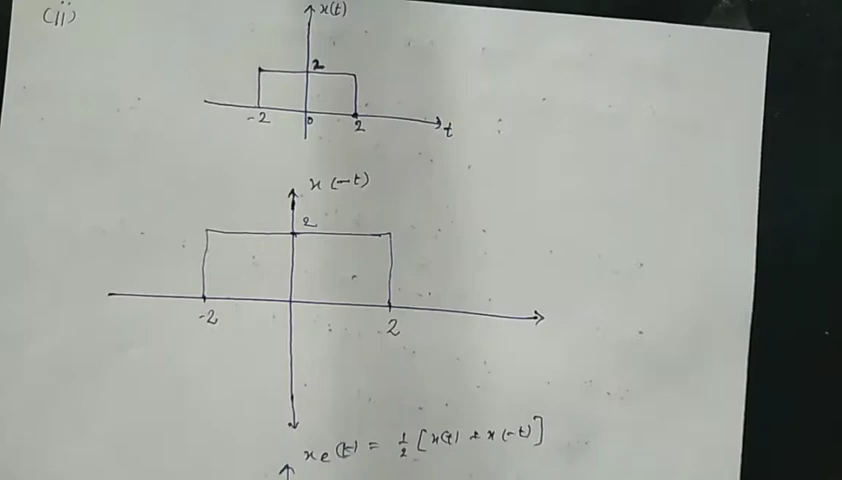 (ii)
x(t)
2
-2 0 2 t
x(-t)
2
-2 2
xe(t) = 1/2 [x(t) + x(-t)]